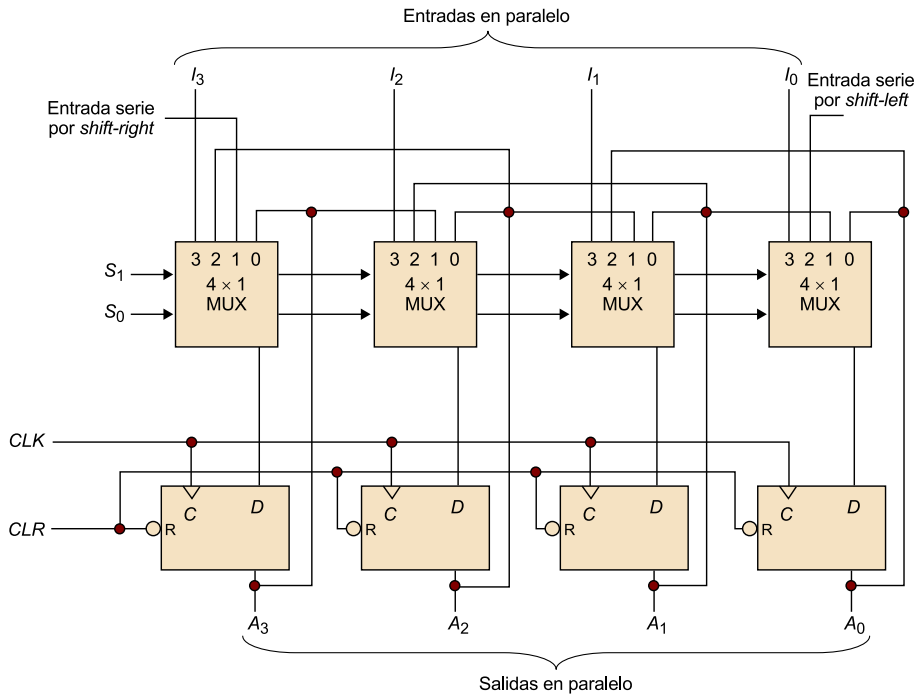 Entradas en paralelo
I3 I2 I1 I0
Entrada serie
por shift-left
Entrada serie
por shift-right
3 2 1 0
4 × 1
MUX
3 2 1 0
4 × 1
MUX
3 2 1 0
4 × 1
MUX
3 2 1 0
4 × 1
MUX
S1
S0
CLK
CLR
R C D
R C D
R C D
R C D
A3 A2 A1 A0
Salidas en paralelo